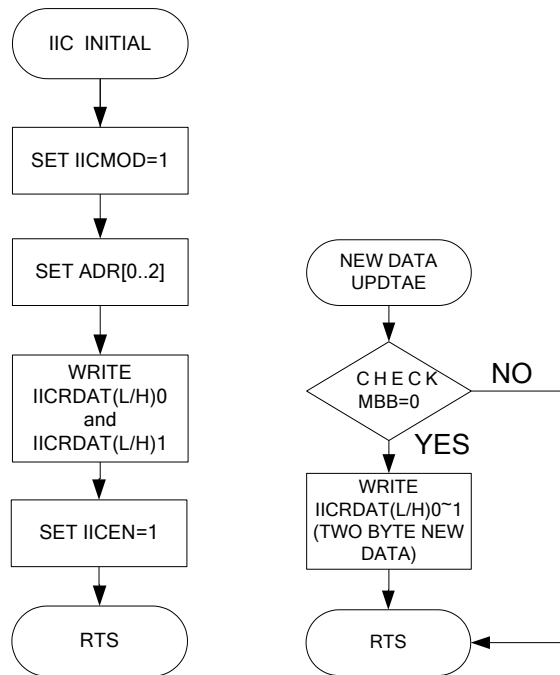 IIC INITIAL
SET IICMOD=1
SET ADR[0..2]
WRITE
IICRDAT(L/H)0
and
IICRDAT(L/H)1
SET IICEN=1
RTS
NEW DATA
UPDTAE
C H E C K
MBB=0
NO
YES
WRITE
IICRDAT(L/H)0~1
(TWO BYTE NEW
DATA)
RTS